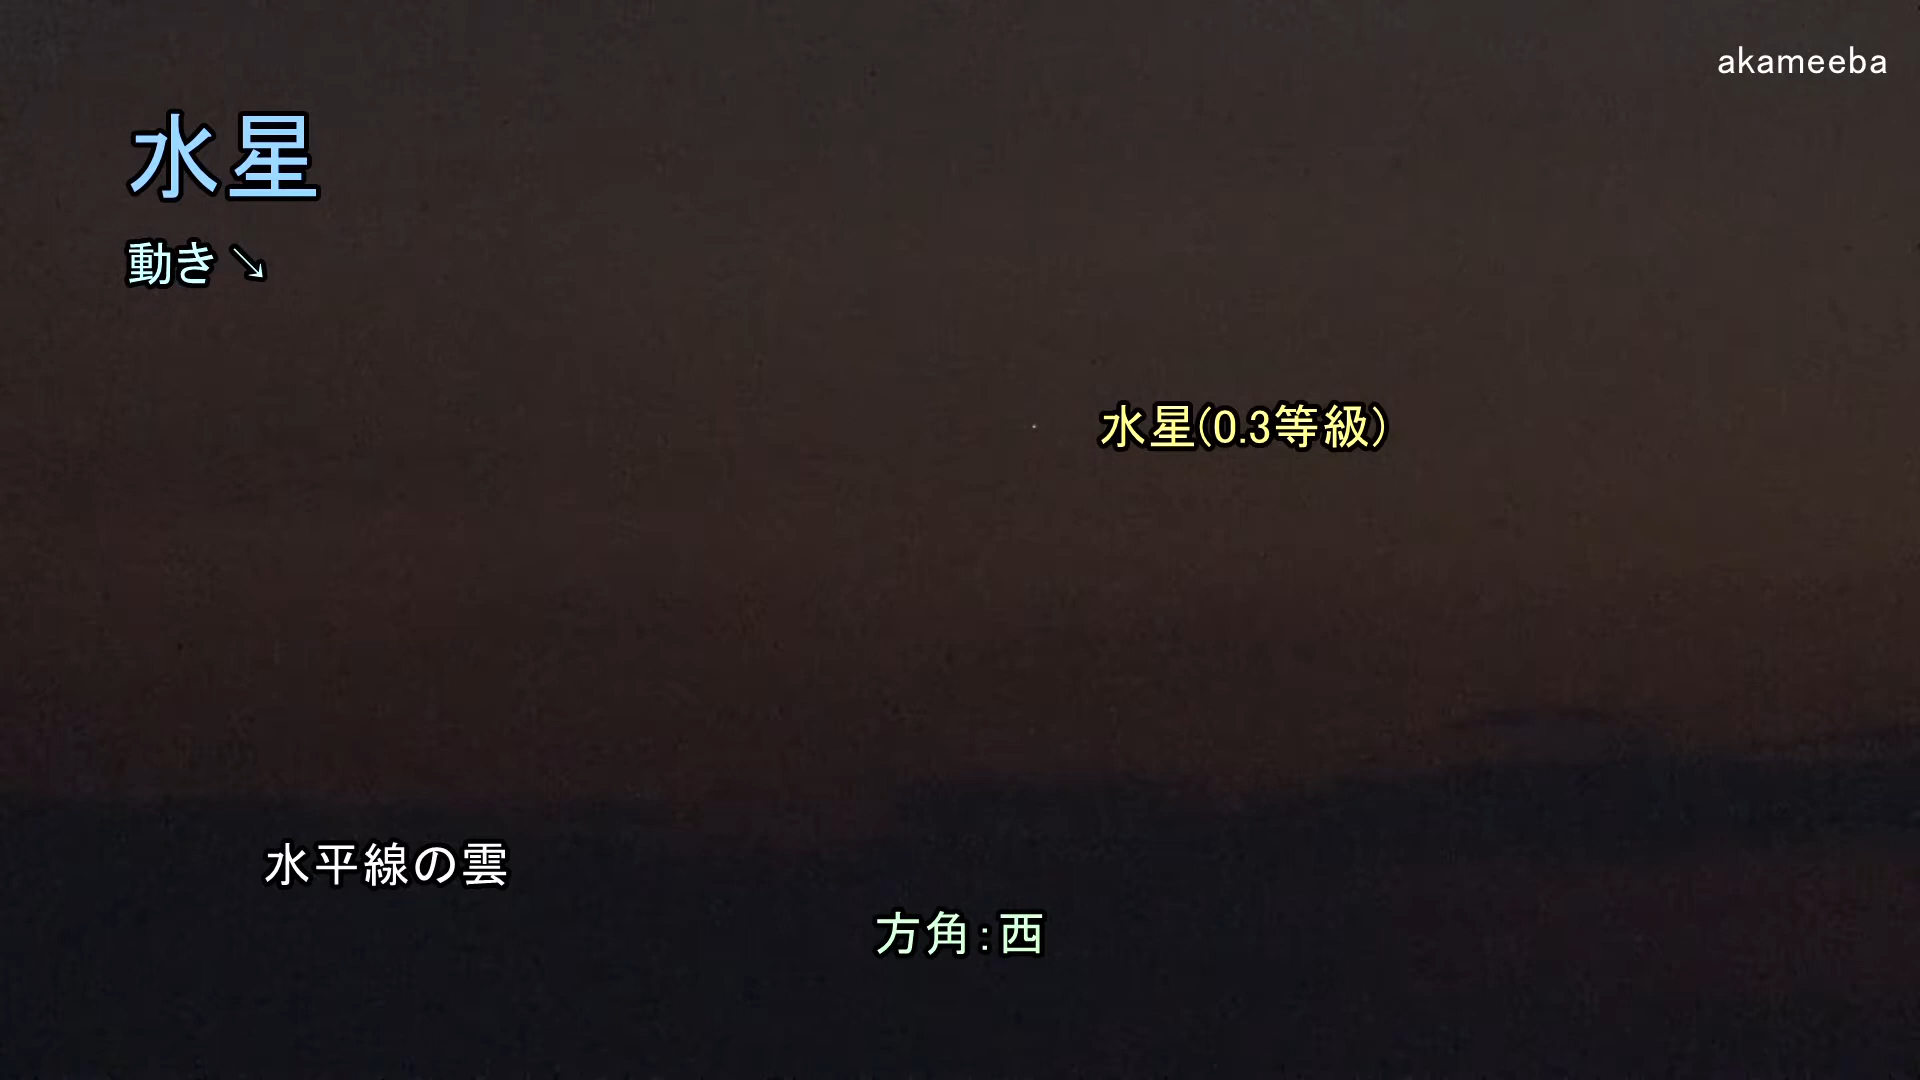 akameeba
水星
動き↘
水星(0.3等級)
水平線の雲
方角:西